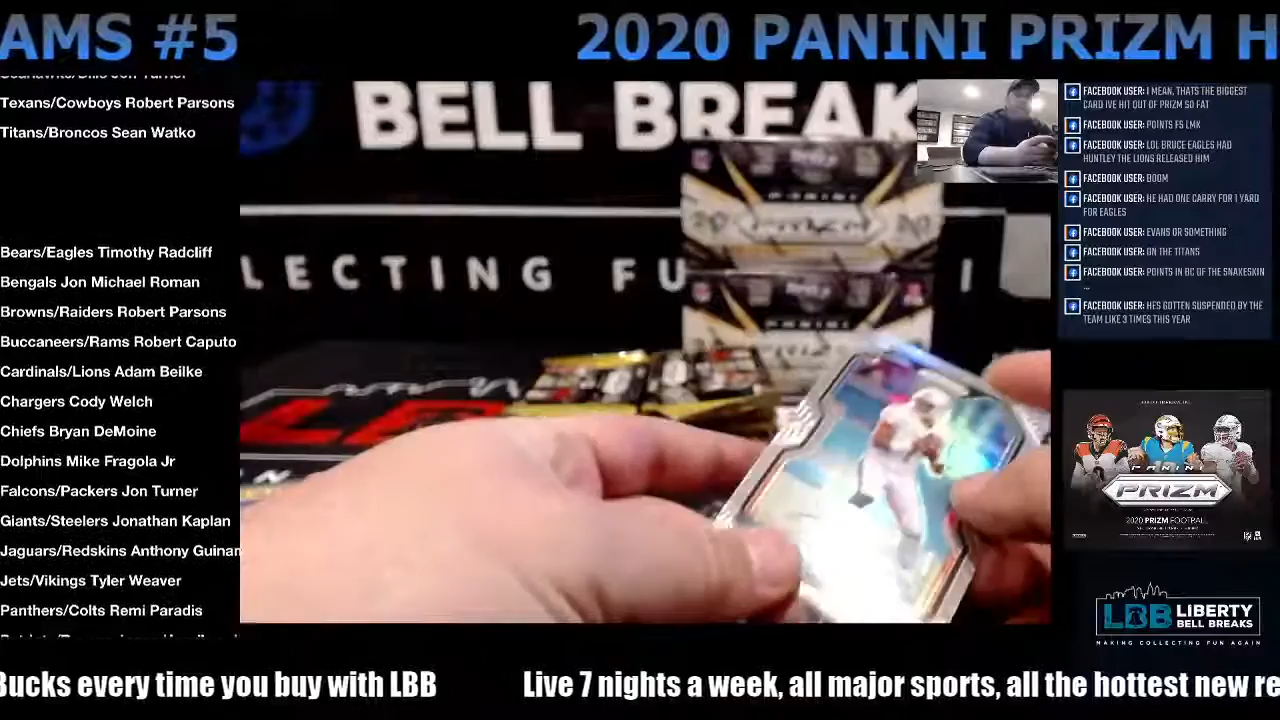 AMS #5
2020 PANINI PRIZM H
Texans/Cowboys Robert Parsons
Titans/Broncos Sean Watko
Bears/Eagles Timothy Radcliff
Bengals Jon Michael Roman
Browns/Raiders Robert Parsons
Buccaneers/Rams Robert Caputo
Cardinals/Lions Adam Beilke
Chargers Cody Welch
Chiefs Bryan DeMoine
Dolphins Mike Fragola Jr
Falcons/Packers Jon Turner
Giants/Steelers Jonathan Kaplan
Jaguars/Redskins Anthony Guinan
Jets/Vikings Tyler Weaver
Panthers/Colts Remi Paradis
BELL BREAK
LECTING FU
PANINI
PRIZM
FACEBOOK USER: I MEAN, THATS THE BIGGEST
CARD IVE HIT OUT OF PRIZM SO FAT
FACEBOOK USER: POINTS FS LMK
FACEBOOK USER: LOL BRUCE EAGLES HAD
HUNTLEY THE LIONS RELEASED HIM
FACEBOOK USER: BOOM
FACEBOOK USER: HE HAD ONE CARRY FOR 1 YARD
FOR EAGLES
FACEBOOK USER: EVANS OR SOMETHING
FACEBOOK USER: ON THE TITANS
FACEBOOK USER: POINTS IN BC OF THE SNAKESKIN
...
FACEBOOK USER: HES GOTTEN SUSPENDED BY THE
TEAM LIKE 3 TIMES THIS YEAR
PANINI
PRIZM
2020 PRIZM FOOTBALL
LBB LIBERTY
BELL BREAKS
MAKING COLLECTING FUN AGAIN
Bucks every time you buy with LBB
Live 7 nights a week, all major sports, all the hottest new re